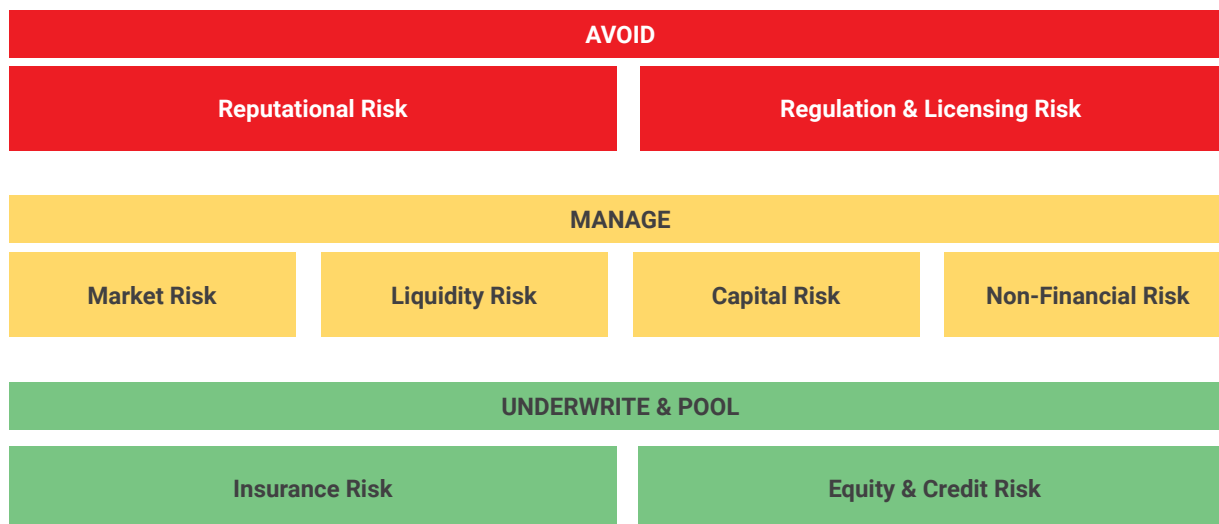 AVOID
Reputational Risk
Regulation & Licensing Risk
MANAGE
Market Risk
Liquidity Risk
Capital Risk
Non-Financial Risk
UNDERWRITE & POOL
Insurance Risk
Equity & Credit Risk